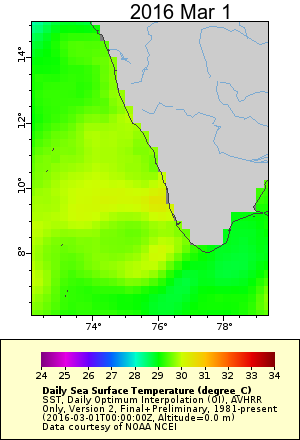 2016 Mar 1
14°
12°
10°
8°
74°
76°
78°
24 25 26 27 28 29 30 31 32 33 34
Daily Sea Surface Temperature (degree_C)
SST, Daily Optimum Interpolation (OI), AVHRR
Only, Version 2, Final+Preliminary, 1981-present
(2016-03-01T00:00:00Z, Altitude=0.0 m)
Data courtesy of NOAA NCEI